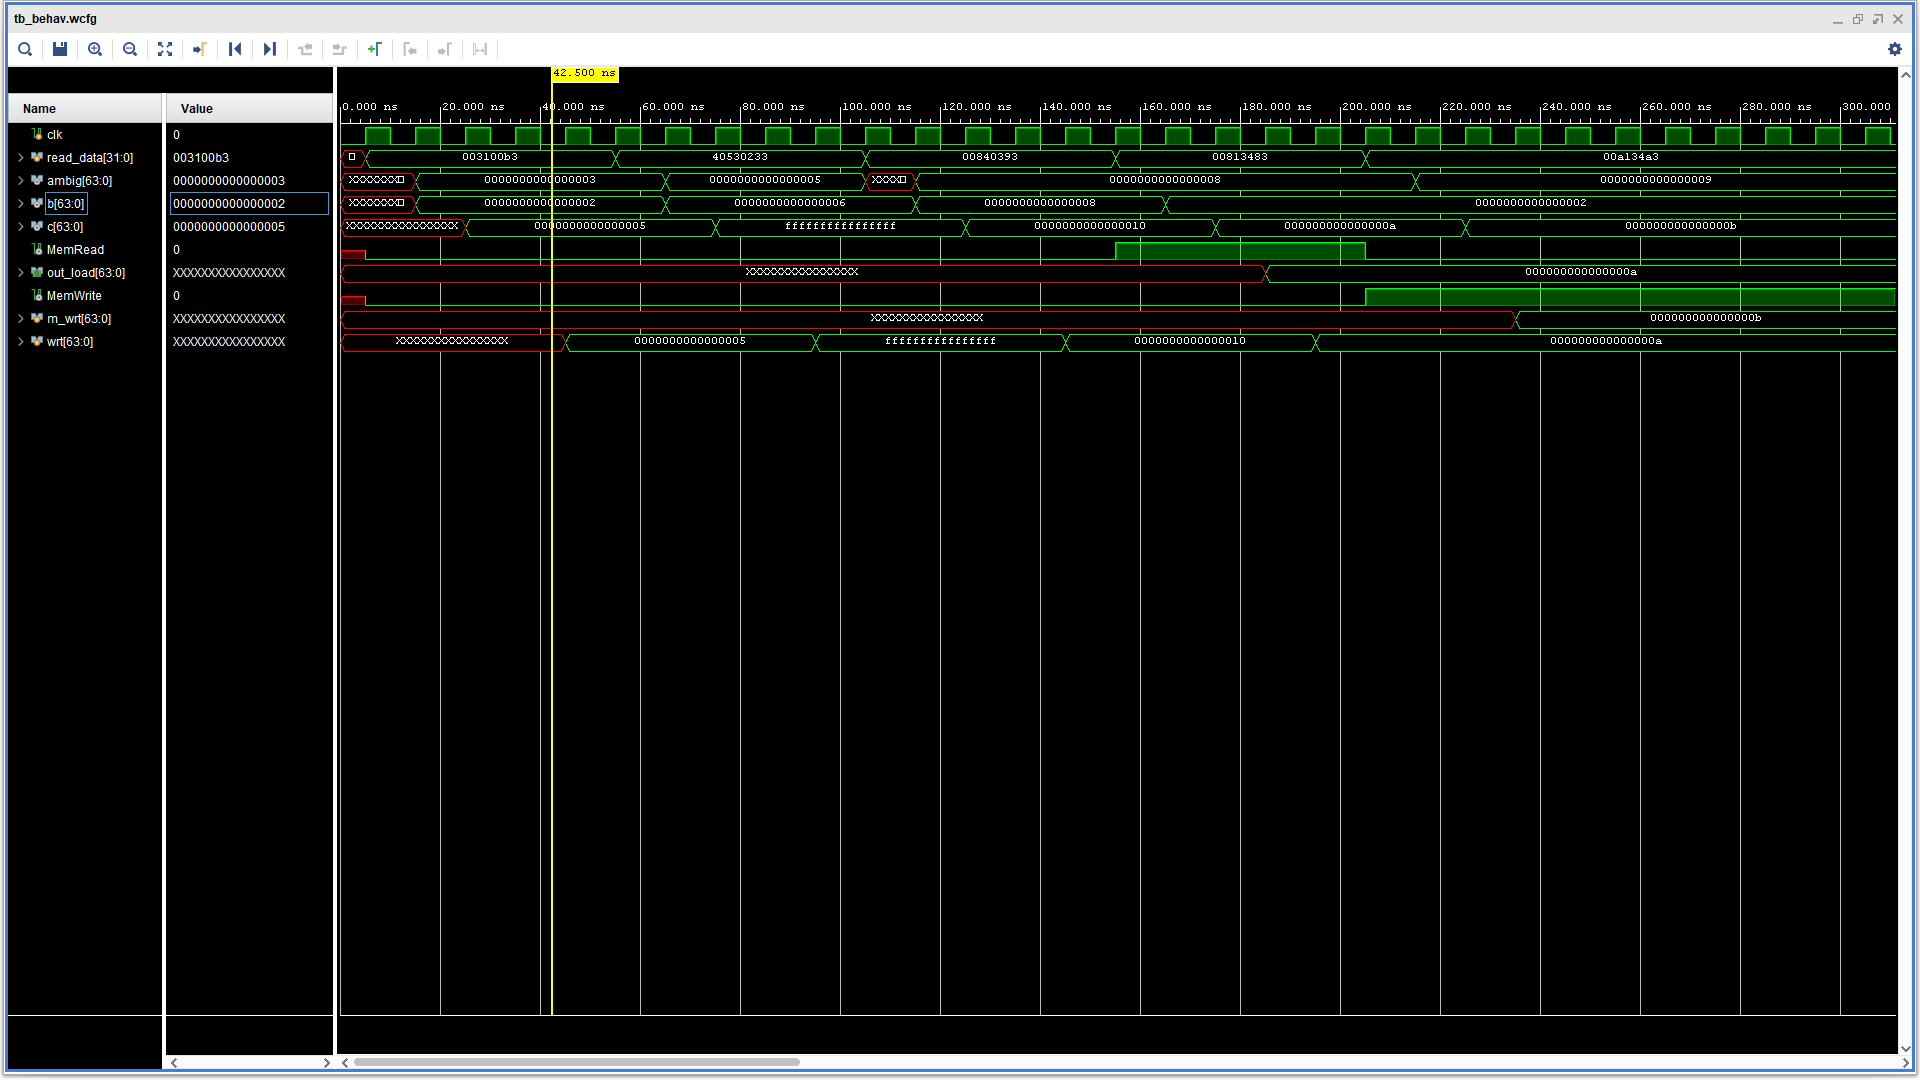 tb_behav.wcfg
42.500 ns
Name Value
0.000 ns 20.000 ns 40.000 ns 60.000 ns 80.000 ns 100.000 ns 120.000 ns 140.000 ns 160.000 ns 180.000 ns 200.000 ns 220.000 ns 240.000 ns 260.000 ns 280.000 ns 300.000
clk 0
read_data[31:0] 003100b3 003100b3 40530233 00840393 00813483 00a134a3
ambig[63:0] 0000000000000003 XXXXXXX 0000000000000003 0000000000000005 XXXX 0000000000000008 0000000000000009
b[63:0] 0000000000000002 XXXXXXX 0000000000000002 0000000000000006 0000000000000008 0000000000000002
c[63:0] 0000000000000005 XXXXXXXXXXXXXXXX 0000000000000005 ffffffffffffffff 0000000000000010 000000000000000a 000000000000000b
MemRead 0
out_load[63:0] XXXXXXXXXXXXXXXX XXXXXXXXXXXXXXXX 000000000000000a
MemWrite 0
m_wrt[63:0] XXXXXXXXXXXXXXXX XXXXXXXXXXXXXXXX 000000000000000b
wrt[63:0] XXXXXXXXXXXXXXXX XXXXXXXXXXXXXXXX 0000000000000005 ffffffffffffffff 0000000000000010 000000000000000a